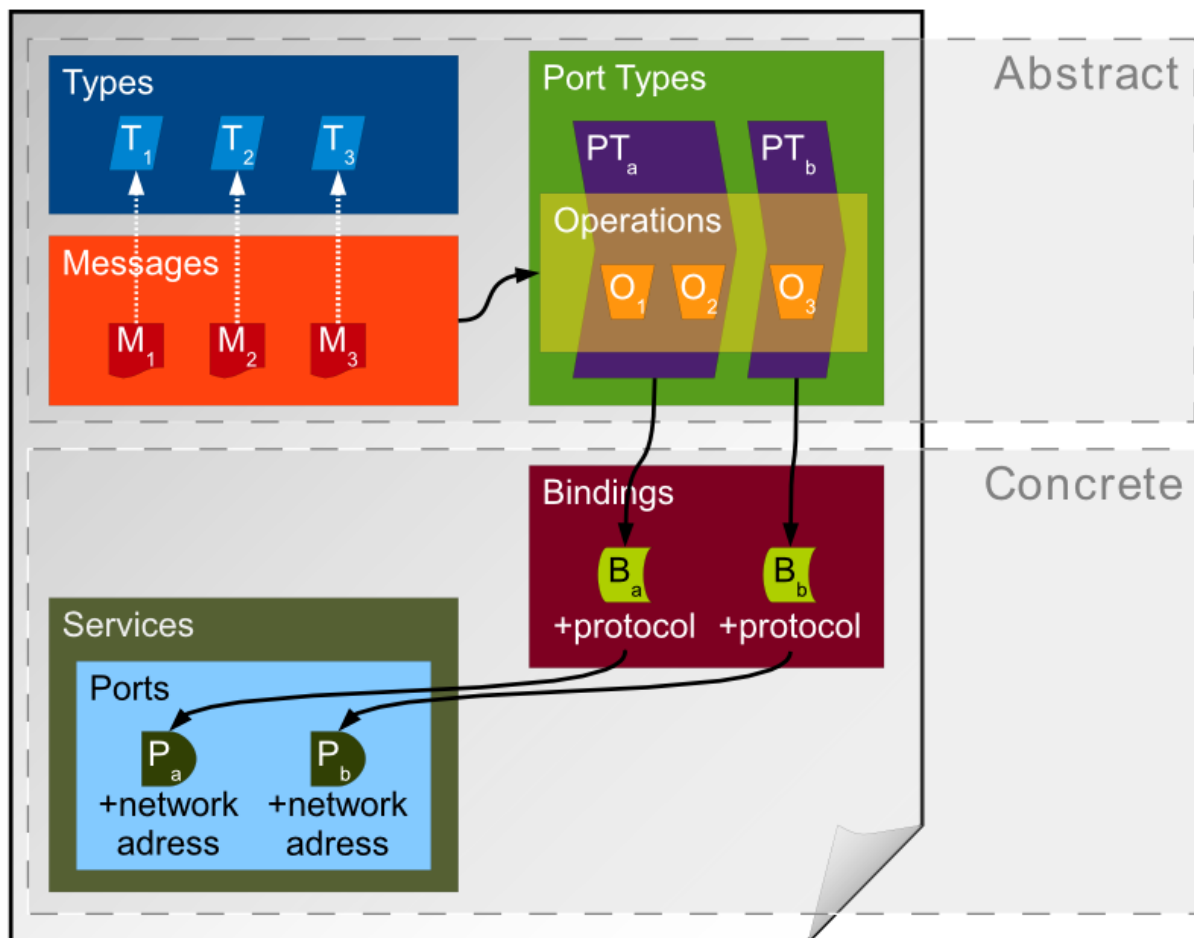 Abstract
Types
T1 T2 T3
Messages
M1 M2 M3
Port Types
PTa PTb
Operations
O1 O2 O3
Concrete
Bindings
Ba Bb
+protocol +protocol
Services
Ports
Pa Pb
+network +network
adress adress